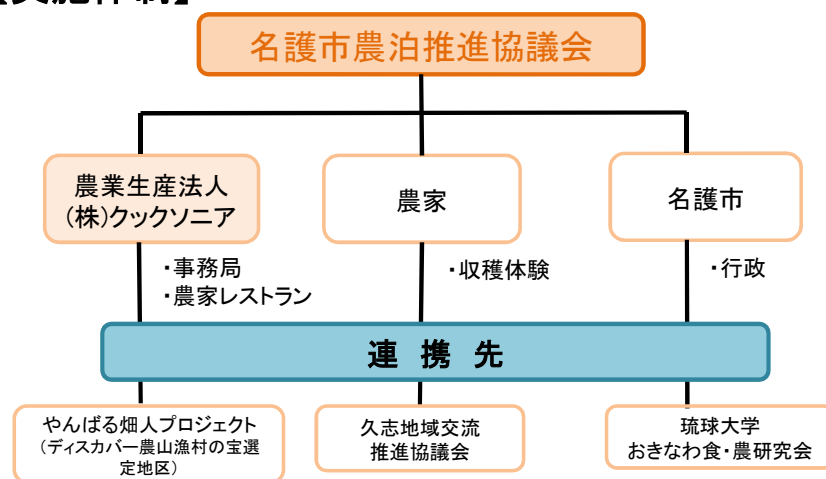 名護市農泊推進協議会
農業生産法人
(株)クックソニア
農家
名護市
・事務局
・農家レストラン
・収穫体験
・行政
連 携 先
やんばる畑人プロジェクト
(ディスカバー農山漁村の宝選
定地区)
久志地域交流
推進協議会
琉球大学
おきなわ食・農研究会